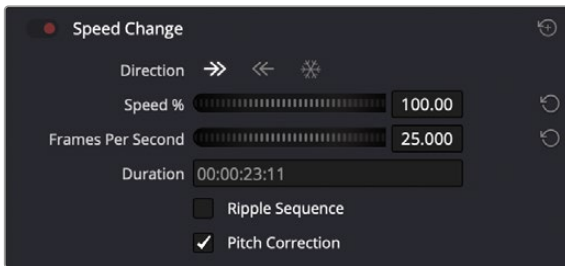 Speed Change
Direction
Speed % 100.00
Frames Per Second 25.000
Duration 00:00:23:11
Ripple Sequence
Pitch Correction